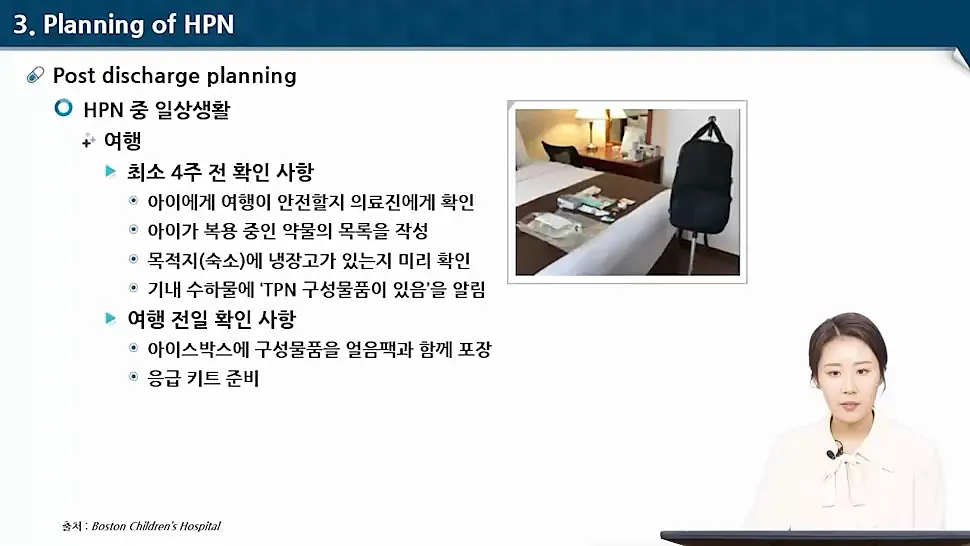 3. Planning of HPN
Post discharge planning
HPN 중 일상생활
여행
최소 4주 전 확인 사항
아이에게 여행이 안전할지 의료진에게 확인
아이가 복용 중인 약물의 목록을 작성
목적지(숙소)에 냉장고가 있는지 미리 확인
기내 수하물에 ‘TPN 구성물품이 있음’을 알림
여행 전일 확인 사항
아이스박스에 구성물품을 얼음팩과 함께 포장
응급 키트 준비
출처 : Boston Children's Hospital